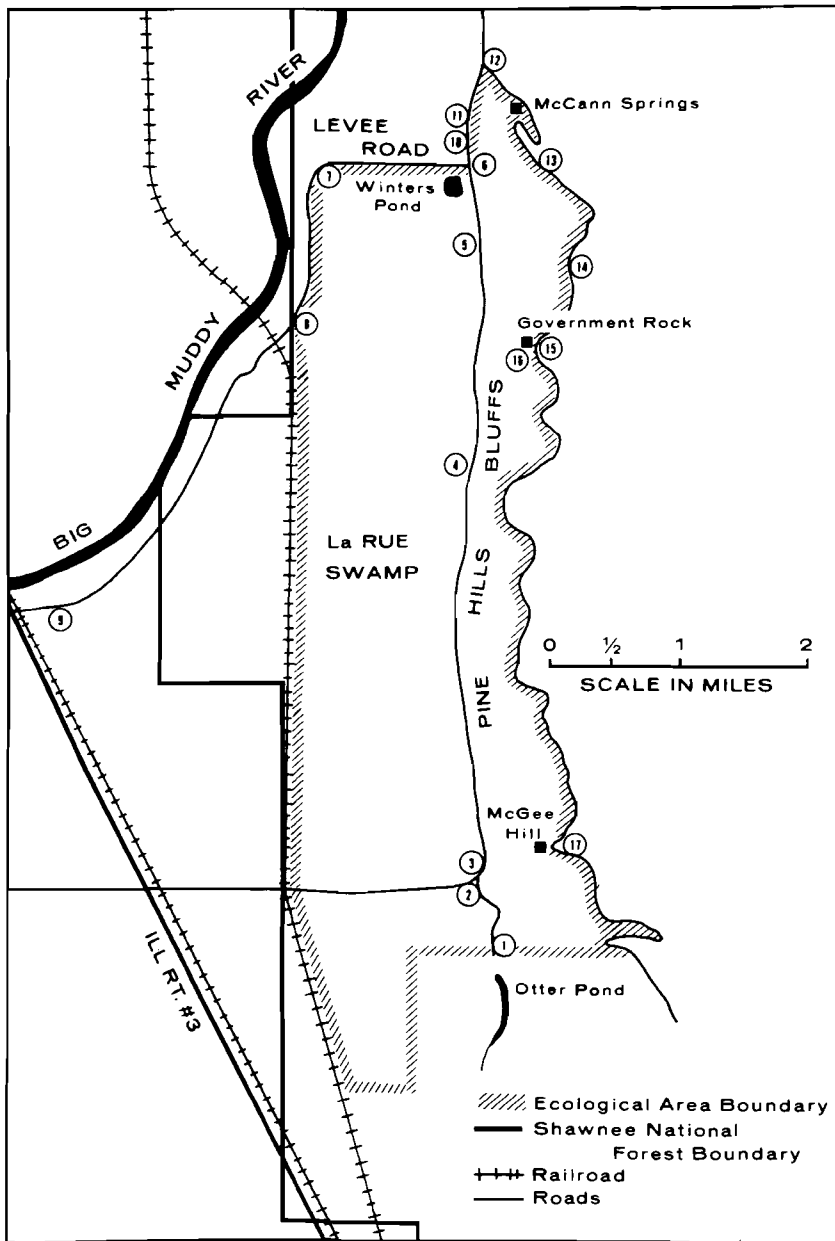 12
McCann Springs
RIVER
11
LEVEE
10
ROAD
13
6
7
Winters
Pond
5
14
8
Government Rock
MUDDY
16
15
BLUFFS
4
BIG
La RUE
SWAMP
HILLS
9
0 ½ 1 2
SCALE IN MILES
PINE
McGee
Hill
17
3
2
1
ILL RT. #3
Otter Pond
Ecological Area Boundary
Shawnee National
Forest Boundary
Railroad
Roads